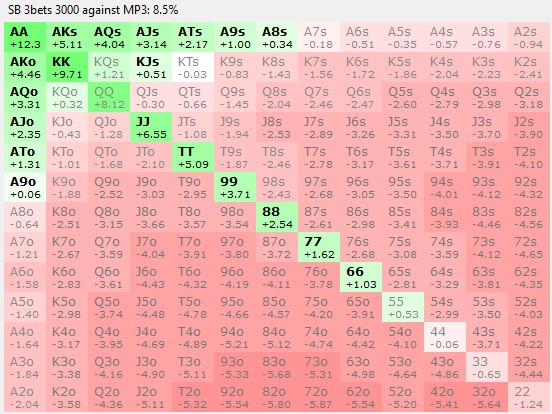 SB 3bets 3000 against MP3: 8.5%
AA AKs AQs AJs ATs A9s A8s A7s A6s A5s A4s A3s A2s
+12.3 +5.11 +4.04 +3.14 +2.17 +1.00 +0.34 -0.18 -0.51 -0.35 -0.57 -0.76 -0.94
AKo KK KQs KJs KTs K9s K8s K7s K6s K5s K4s K3s K2s
+4.46 +9.71 +1.21 +0.51 -0.03 -0.83 -1.43 -1.56 -1.72 -1.86 -2.04 -2.23 -2.41
AQo KQo QQ QJs QTs Q9s Q8s Q7s Q6s Q5s Q4s Q3s Q2s
+3.31 +0.32 +8.12 -0.30 -0.66 -1.45 -2.04 -2.46 -2.47 -2.60 -2.79 -2.98 -3.18
AJo KJo QJo JJ JTs J9s J8s J7s J6s J5s J4s J3s J2s
+2.35 -0.43 -1.28 +6.55 -1.08 -1.94 -2.53 -2.89 -3.26 -3.31 -3.50 -3.70 -3.90
ATo KTo QTo JTo TT T9s T8s T7s T6s T5s T4s T3s T2s
+1.31 -1.01 -1.68 -2.10 +5.09 -1.87 -2.46 -2.78 -3.17 -3.61 -3.71 -3.91 -4.10
A9o K9o Q9o J9o T9o 99 98s 97s 96s 95s 94s 93s 92s
+0.06 -1.88 -2.52 -3.03 -2.95 +3.71 -2.43 -2.68 -3.05 -3.50 -4.01 -4.12 -4.32
A8o K8o Q8o J8o T8o 98o 88 87s 86s 85s 84s 83s 82s
-0.64 -2.51 -3.15 -3.66 -3.57 -3.54 +2.54 -2.61 -2.98 -3.41 -3.93 -4.46 -4.56
A7o K7o Q7o J7o T7o 97o 87o 77 76s 75s 74s 73s 72s
-1.21 -2.67 -3.59 -4.04 -3.91 -3.80 -3.72 +1.62 -2.68 -3.08 -3.59 -4.12 -4.65
A6o K6o Q6o J6o T6o 96o 86o 76o 66 65s 64s 63s 62s
-1.58 -2.83 -3.61 -4.43 -4.32 -4.19 -4.11 -3.78 +1.03 -2.81 -3.29 -3.81 -4.35
A5o K5o Q5o J5o T5o 95o 85o 75o 65o 55 54s 53s 52s
-1.40 -2.98 -3.74 -4.48 -4.78 -4.66 -4.57 -4.20 -3.91 +0.53 -2.99 -3.50 -4.03
A4o K4o Q4o J4o T4o 94o 84o 74o 64o 54o 44 43s 42s
-1.64 -3.17 -3.95 -4.69 -4.89 -5.21 -5.12 -4.74 -4.42 -4.10 -0.06 -3.71 -4.22
A3o K3o Q3o J3o T3o 93o 83o 73o 63o 53o 43o 33 32s
-1.84 -3.38 -4.16 -4.90 -5.11 -5.33 -5.68 -5.31 -4.98 -4.64 -4.86 -0.65 -4.44
A2o K2o Q2o J2o T2o 92o 82o 72o 62o 52o 42o 32o 22
-2.04 -3.58 -4.36 -5.11 -5.32 -5.54 -5.80 -5.87 -5.54 -5.20 -5.41 -5.64 -1.24